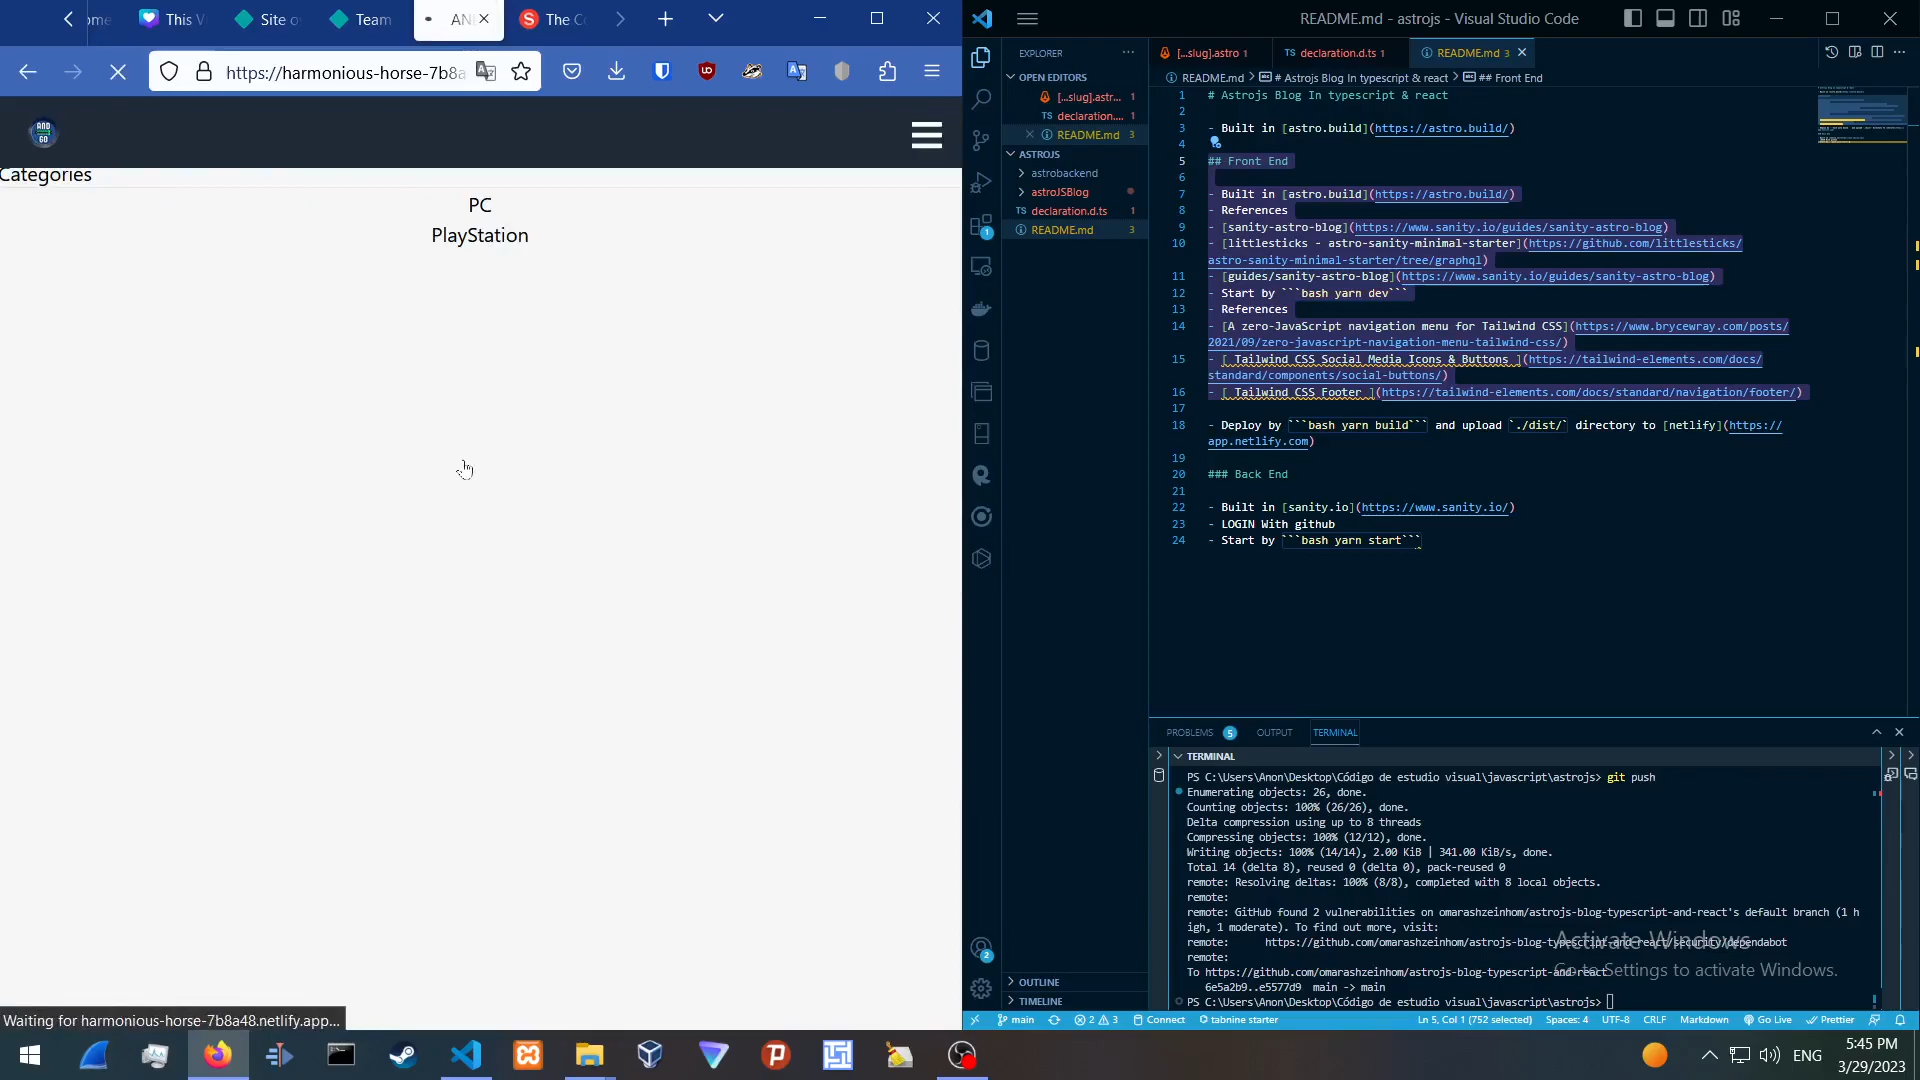 ome
This V
Site o
Team
AN
The C
https://harmonious-horse-7b8a
AND
GO
Categories
PC
PlayStation
Waiting for harmonious-horse-7b8a48.netlify.app...
README.md - astrojs - Visual Studio Code
EXPLORER
OPEN EDITORS
[...slug].astr... 1
TS declaration.... 1
README.md 3
ASTROJS
astrobackend
astroJSBlog
TS declaration.d.ts 1
README.md 3
OUTLINE
TIMELINE
[...slug].astro 1
TS declaration.d.ts 1
README.md 3
README.md > # Astrojs Blog In typescript & react > ## Front End
1 # Astrojs Blog In typescript & react
2
3 - Built in [astro.build](https://astro.build/)
4
5 ## Front End
6
7 - Built in [astro.build](https://astro.build/)
8 - References
9 - [sanity-astro-blog](https://www.sanity.io/guides/sanity-astro-blog)
10 - [littlesticks - astro-sanity-minimal-starter](https://github.com/littlesticks/
astro-sanity-minimal-starter/tree/graphql)
11 - [guides/sanity-astro-blog](https://www.sanity.io/guides/sanity-astro-blog)
12 - Start by ```bash yarn dev```
13 - References
14 - [A zero-JavaScript navigation menu for Tailwind CSS](https://www.brycewray.com/posts/
2021/09/zero-javascript-navigation-menu-tailwind-css/)
15 - [ Tailwind CSS Social Media Icons & Buttons ](https://tailwind-elements.com/docs/
standard/components/social-buttons/)
16 - [ Tailwind CSS Footer ](https://tailwind-elements.com/docs/standard/navigation/footer/)
17
18 - Deploy by ```bash yarn build``` and upload `./dist/` directory to [netlify](https://
app.netlify.com)
19
20 ### Back End
21
22 - Built in [sanity.io](https://www.sanity.io/)
23 - LOGIN With github
24 - Start by ```bash yarn start```
PROBLEMS 5 OUTPUT TERMINAL
TERMINAL
PS C:\Users\Anon\Desktop\Código de estudio visual\javascript\astrojs> git push
Enumerating objects: 26, done.
Counting objects: 100% (26/26), done.
Delta compression using up to 8 threads
Compressing objects: 100% (12/12), done.
Writing objects: 100% (14/14), 2.00 KiB | 341.00 KiB/s, done.
Total 14 (delta 8), reused 0 (delta 0), pack-reused 0
remote: Resolving deltas: 100% (8/8), completed with 8 local objects.
remote:
remote: GitHub found 2 vulnerabilities on omarashzeinhom/astrojs-blog-typescript-and-react's default branch (1 h
igh, 1 moderate). To find out more, visit:
remote: https://github.com/omarashzeinhom/astrojs-blog-typescript-and-react/security/dependabot
remote:
To https://github.com/omarashzeinhom/astrojs-blog-typescript-and-react
6e5a2b9..e5577d9 main -> main
PS C:\Users\Anon\Desktop\Código de estudio visual\javascript\astrojs>
Activate Windows
Go to Settings to activate Windows.
1
2
main
2 3
Connect
tabnine starter
Ln 5, Col 1 (752 selected)
Spaces: 4
UTF-8
CRLF
Markdown
Go Live
Prettier
ENG
5:45 PM
3/29/2023